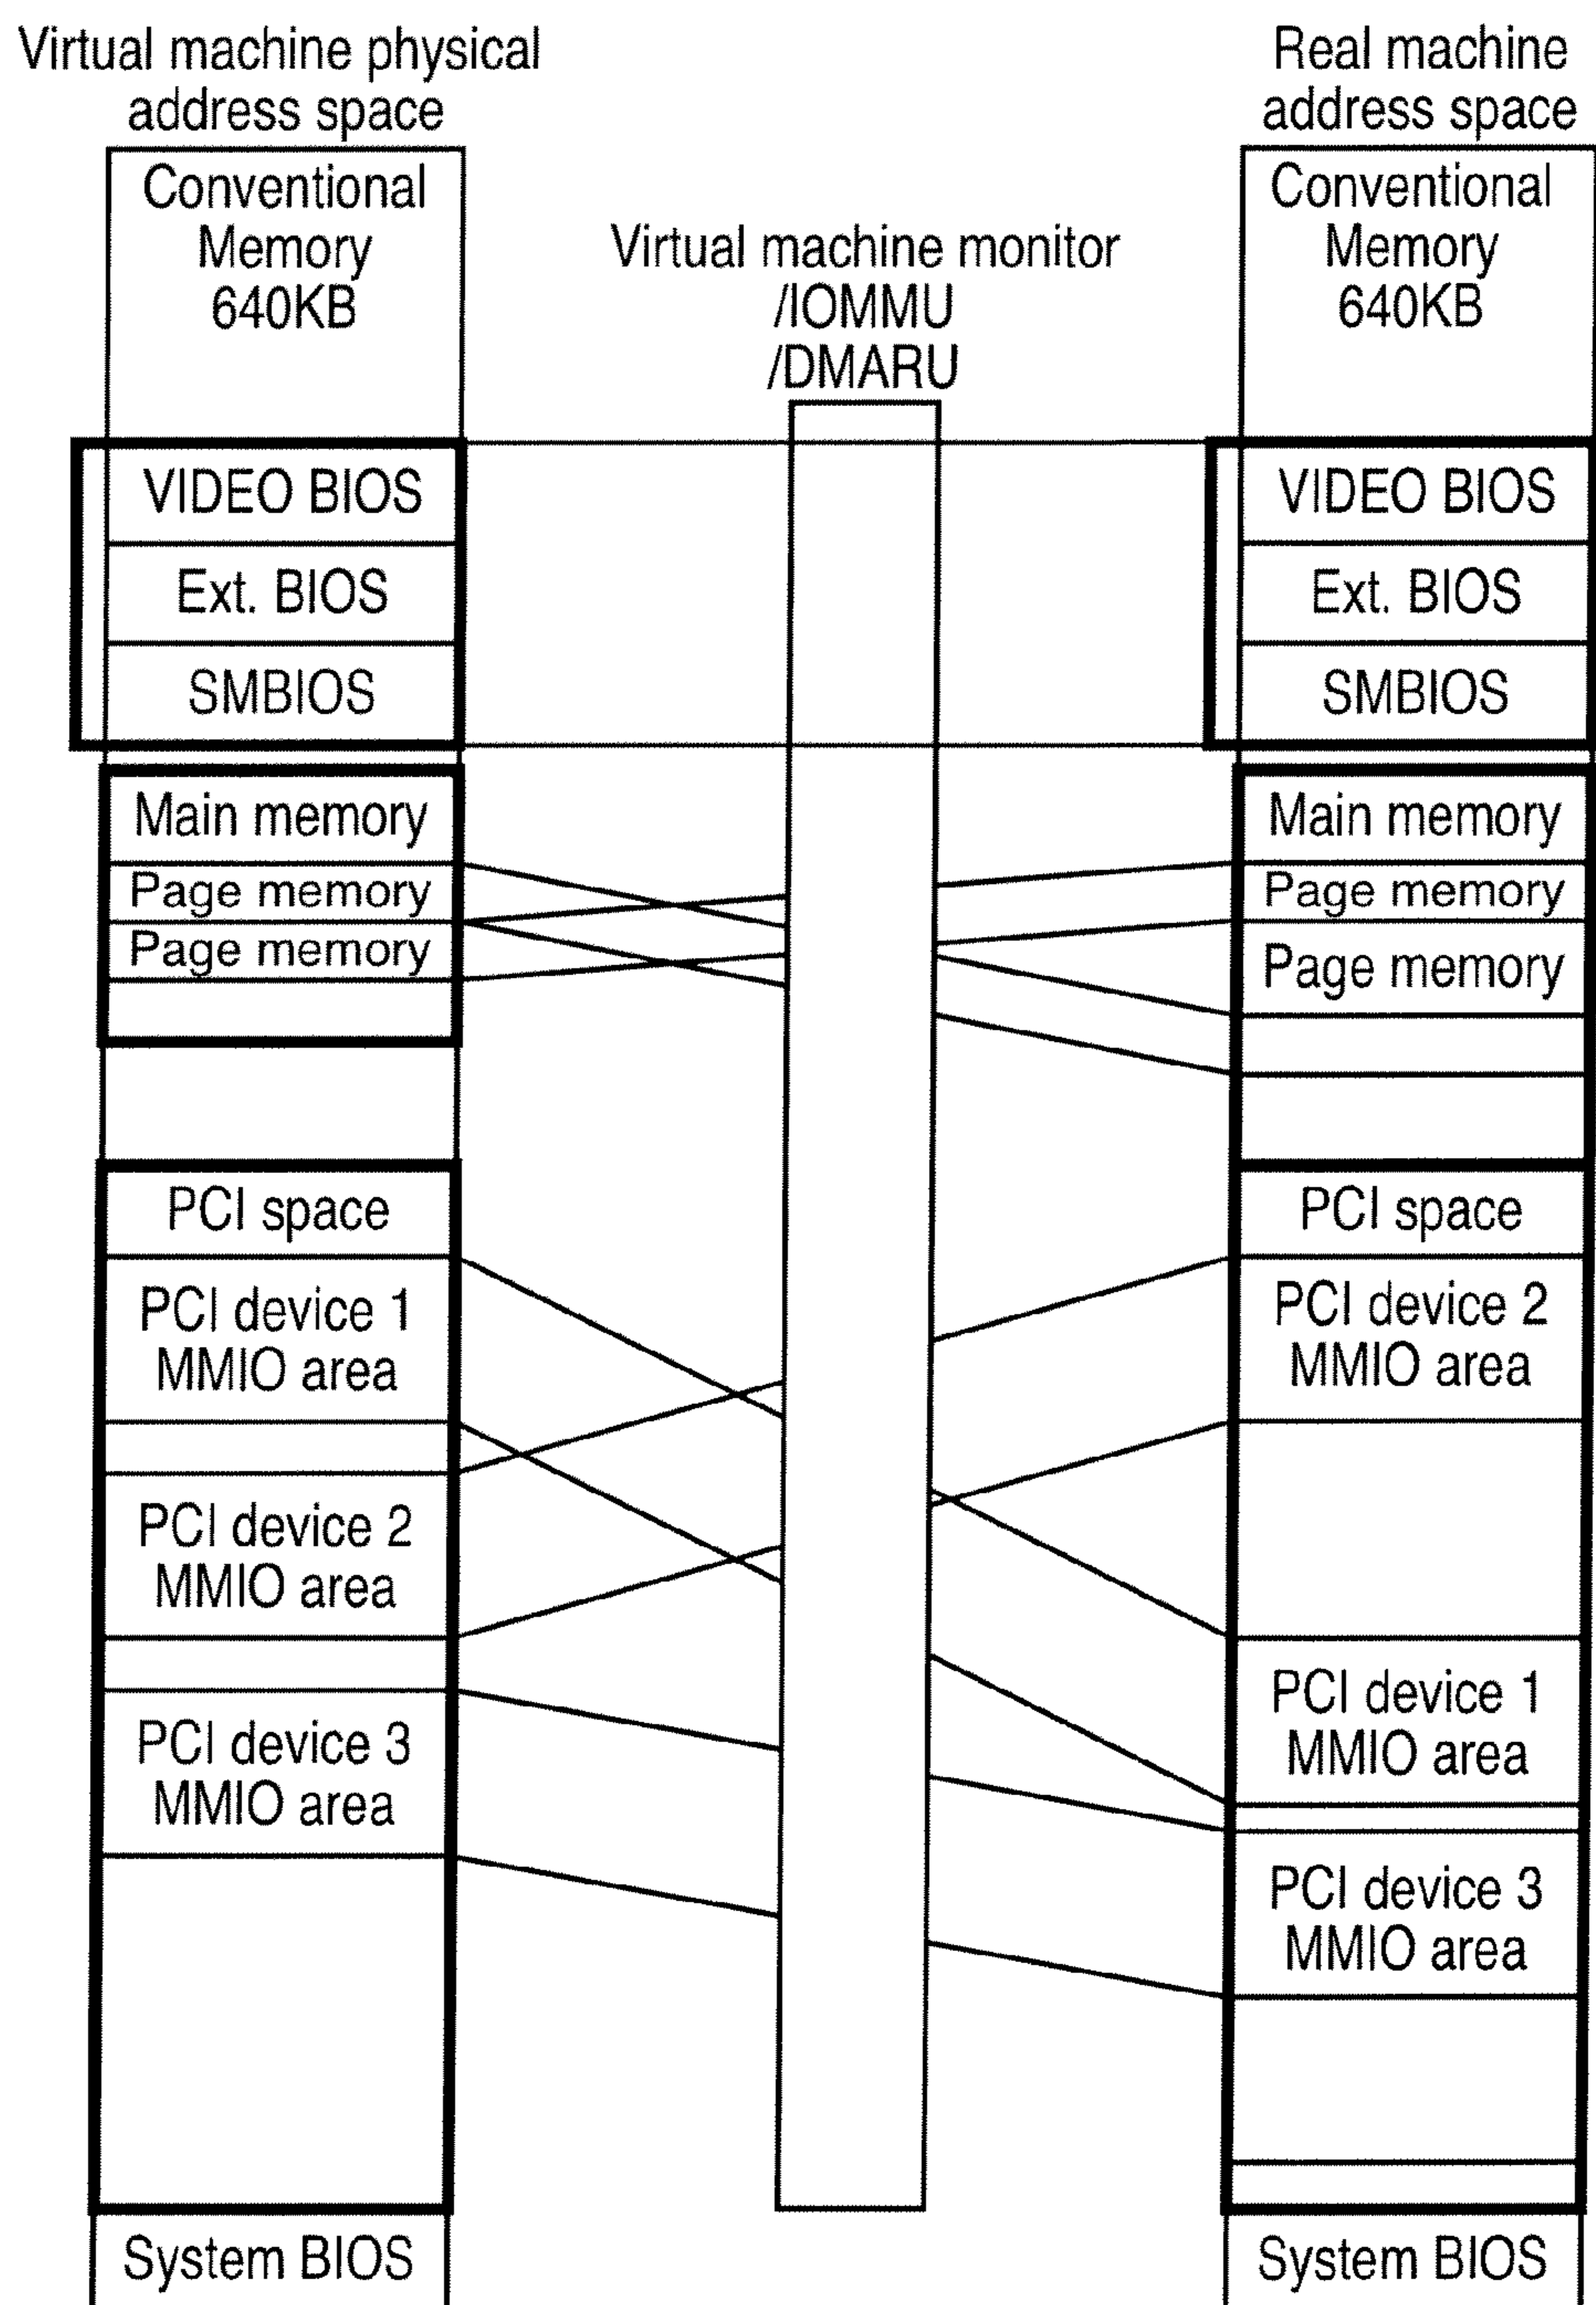 Virtual machine physical
address space
Conventional
Memory
640KB
VIDEO BIOS
Ext. BIOS
SMBIOS
Main memory
Page memory
Page memory
PCI space
PCI device 1
MMIO area
PCI device 2
MMIO area
PCI device 3
MMIO area
System BIOS
Virtual machine monitor
/IOMMU
/DMARU
Real machine
address space
Conventional
Memory
640KB
VIDEO BIOS
Ext. BIOS
SMBIOS
Main memory
Page memory
Page memory
PCI space
PCI device 2
MMIO area
PCI device 1
MMIO area
PCI device 3
MMIO area
System BIOS